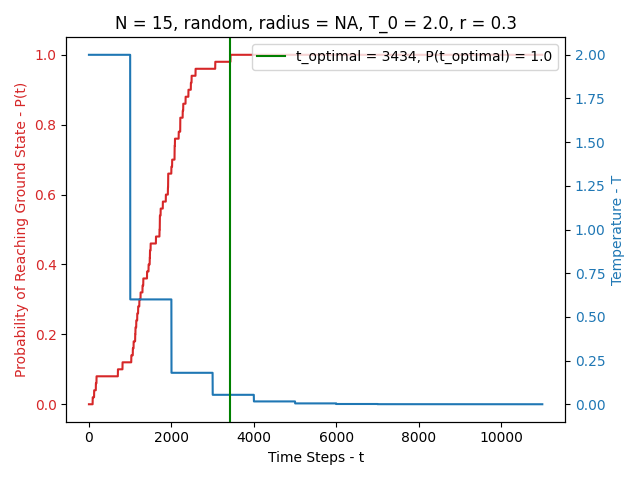 N = 15, random, radius = NA, T_0 = 2.0, r = 0.3
t_optimal = 3434, P(t_optimal) = 1.0
Probability of Reaching Ground State - P(t)
1.0
0.8
0.6
0.4
0.2
0.0
2.00
1.75
1.50
1.25
1.00
0.75
0.50
0.25
0.00
Temperature - T
0 2000 4000 6000 8000 10000
Time Steps - t